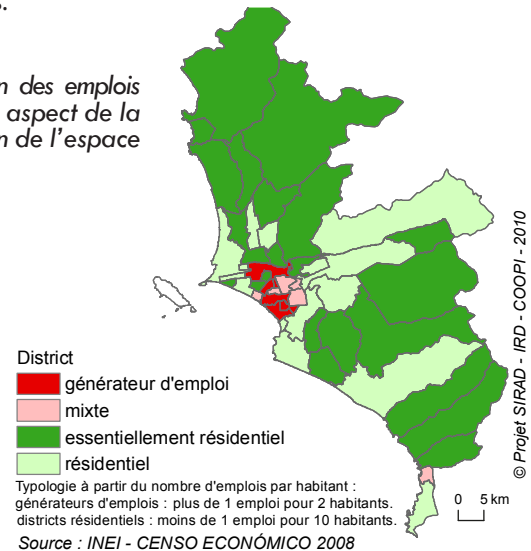 s.
n des emplois
aspect de la
n de l'espace
District
générateur d'emploi
mixte
essentiellement résidentiel
résidentiel
Typologie à partir du nombre d'emplois par habitant :
générateurs d'emplois : plus de 1 emploi pour 2 habitants.
districts résidentiels : moins de 1 emploi pour 10 habitants.
0 5 km
Source : INEI - CENSO ECONÓMICO 2008
© Projet SIRAD - IRD - COOPI - 2010